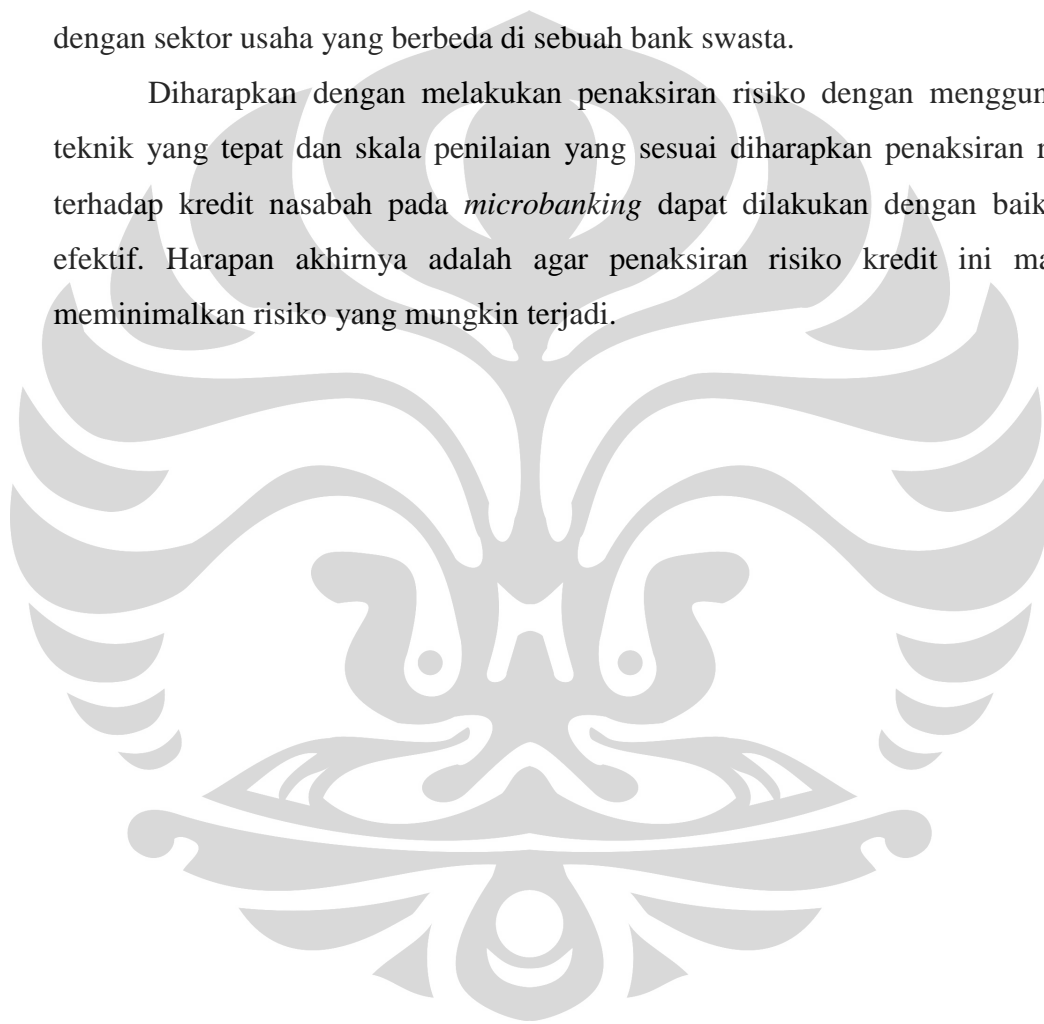 dengan sektor usaha yang berbeda di sebuah bank swasta.
Diharapkan dengan melakukan penaksiran risiko dengan
teknik yang tepat dan skala penilaian yang sesuai diharapkan penaksiran
terhadap kredit nasabah pada microbanking dapat dilakukan dengan baik
efektif. Harapan akhirnya adalah agar penaksiran risiko kredit ini
meminimalkan risiko yang mungkin terjadi.